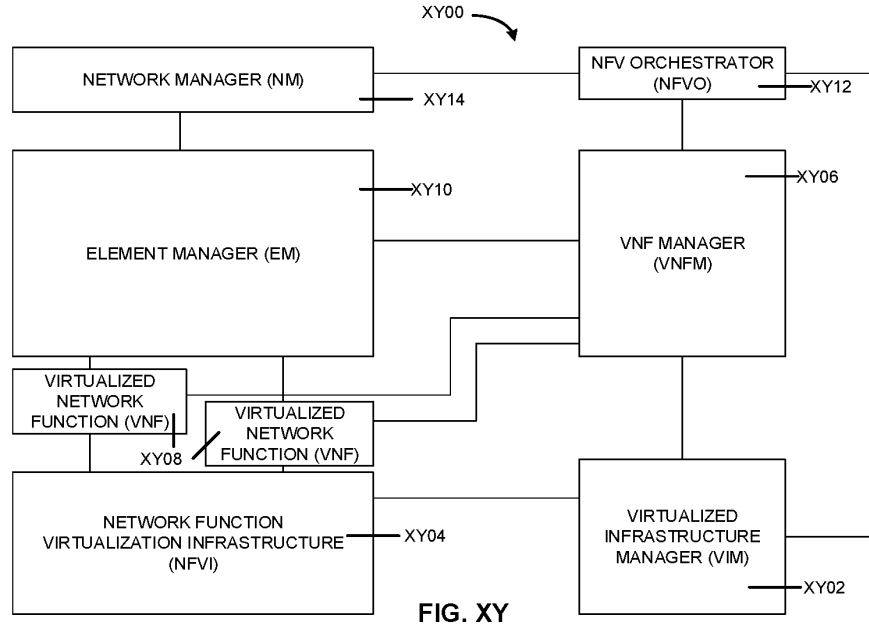 XY00
NETWORK MANAGER (NM)
XY14
NFV ORCHESTRATOR
(NFVO)
XY12
XY10
ELEMENT MANAGER (EM)
XY06
VNF MANAGER
(VNFM)
VIRTUALIZED
NETWORK
FUNCTION (VNF)
VIRTUALIZED
NETWORK
FUNCTION (VNF)
XY08
NETWORK FUNCTION
VIRTUALIZATION INFRASTRUCTURE
(NFVI)
XY04
VIRTUALIZED
INFRASTRUCTURE
MANAGER (VIM)
XY02
FIG. XY